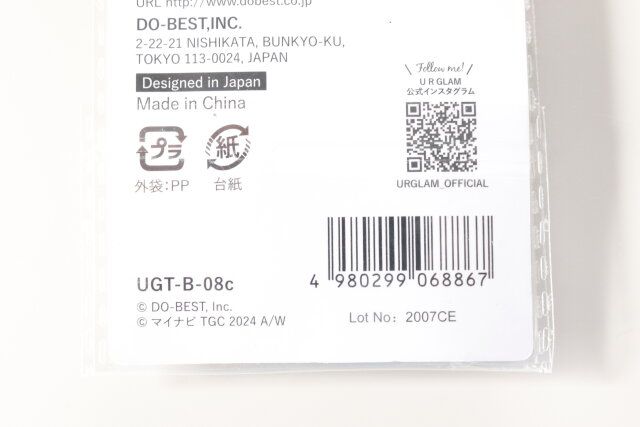 URL http://www.dobest.co.jp
DO-BEST,INC.
2-22-21 NISHIKATA, BUNKYO-KU,
TOKYO 113-0024, JAPAN
Designed in Japan
Made in China
プラ
外袋:PP
紙
台紙
Follow me!
U R GLAM
公式インスタグラム
URGLAM_OFFICIAL
UGT-B-08c
© DO-BEST, Inc.
© マイナビ TGC 2024 A/W
4 980299 068867
Lot No: 2007CE